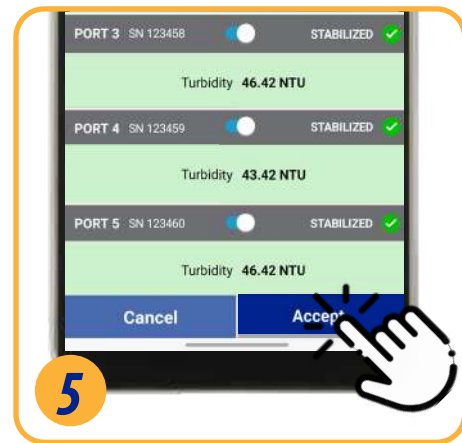 PORT 3 SN 123458 STABILIZED
Turbidity 46.42 NTU
PORT 4 SN 123459 STABILIZED
Turbidity 43.42 NTU
PORT 5 SN 123460 STABILIZED
Turbidity 46.42 NTU
Cancel Accept
5